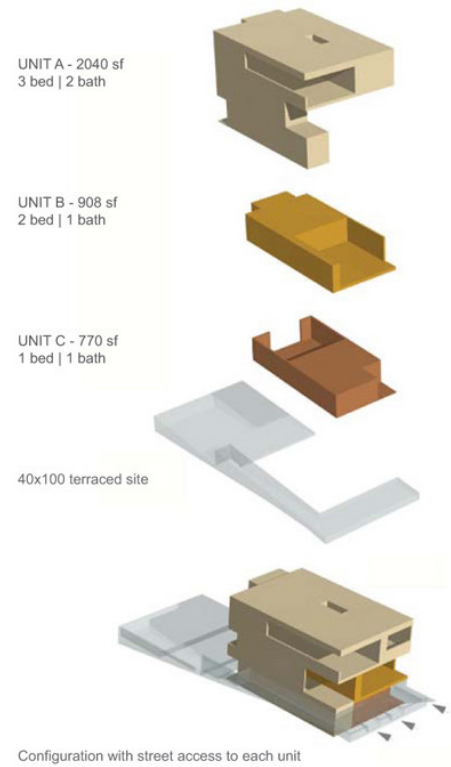 UNIT A - 2040 sf
3 bed | 2 bath
UNIT B - 908 sf
2 bed | 1 bath
UNIT C - 770 sf
1 bed | 1 bath
40x100 terraced site
Configuration with street access to each unit